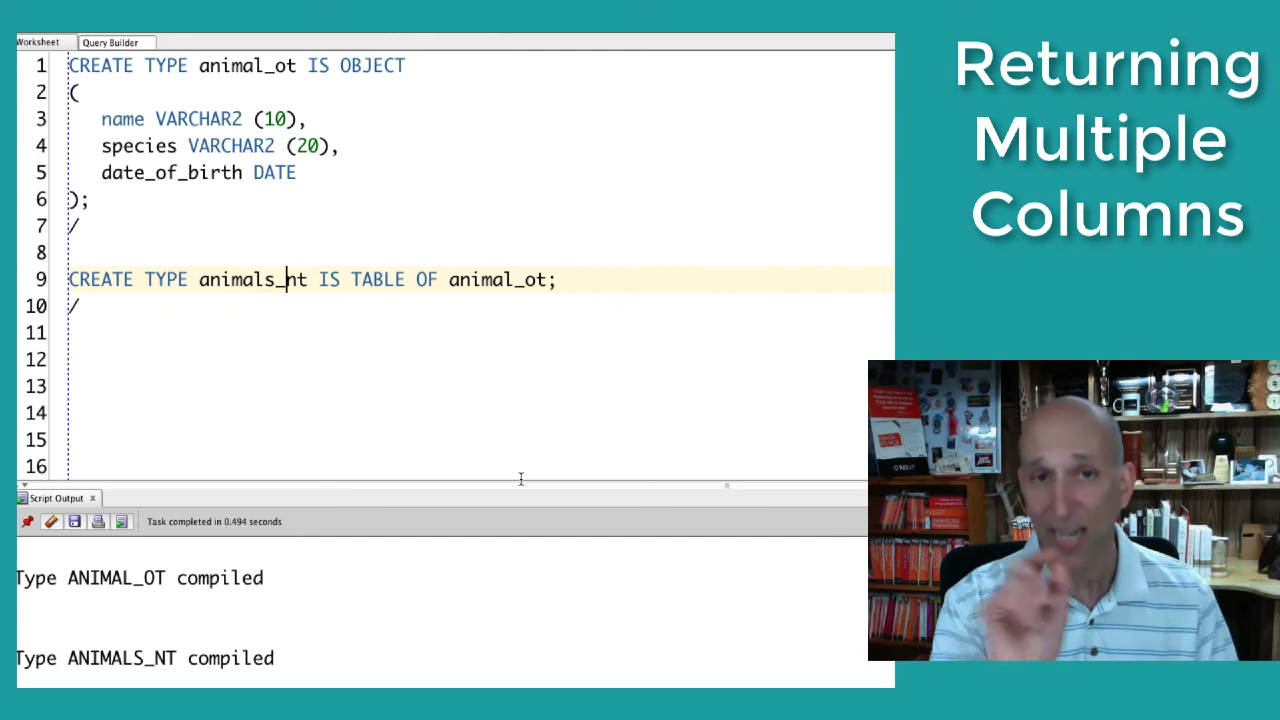 Worksheet Query Builder
1 CREATE TYPE animal_ot IS OBJECT
2 (
3 name VARCHAR2 (10),
4 species VARCHAR2 (20),
5 date_of_birth DATE
6 );
7 /
8
9 CREATE TYPE animals_nt IS TABLE OF animal_ot;
10 /
11
12
13
14
15
16
Script Output x
Task completed in 0.494 seconds
Type ANIMAL_OT compiled
Type ANIMALS_NT compiled
Returning
Multiple
Columns
O'REILLY